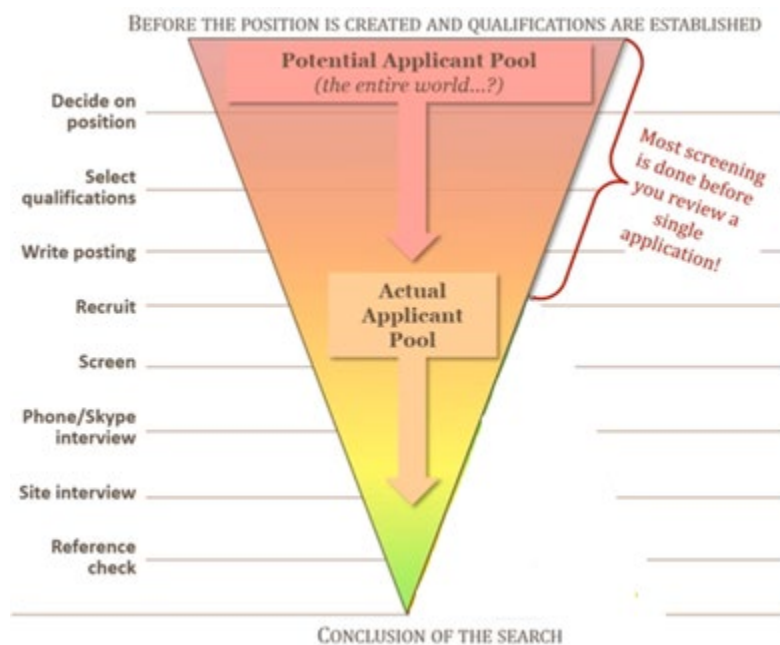 BEFORE THE POSITION IS CREATED AND QUALIFICATIONS ARE ESTABLISHED
Potential Applicant Pool
(the entire world...?)
Decide on
position
Most screening
is done before
you review a
single
application!
Select
qualifications
Write posting
Actual
Applicant
Pool
Recruit
Screen
Phone/Skype
interview
Site interview
Reference
check
CONCLUSION OF THE SEARCH